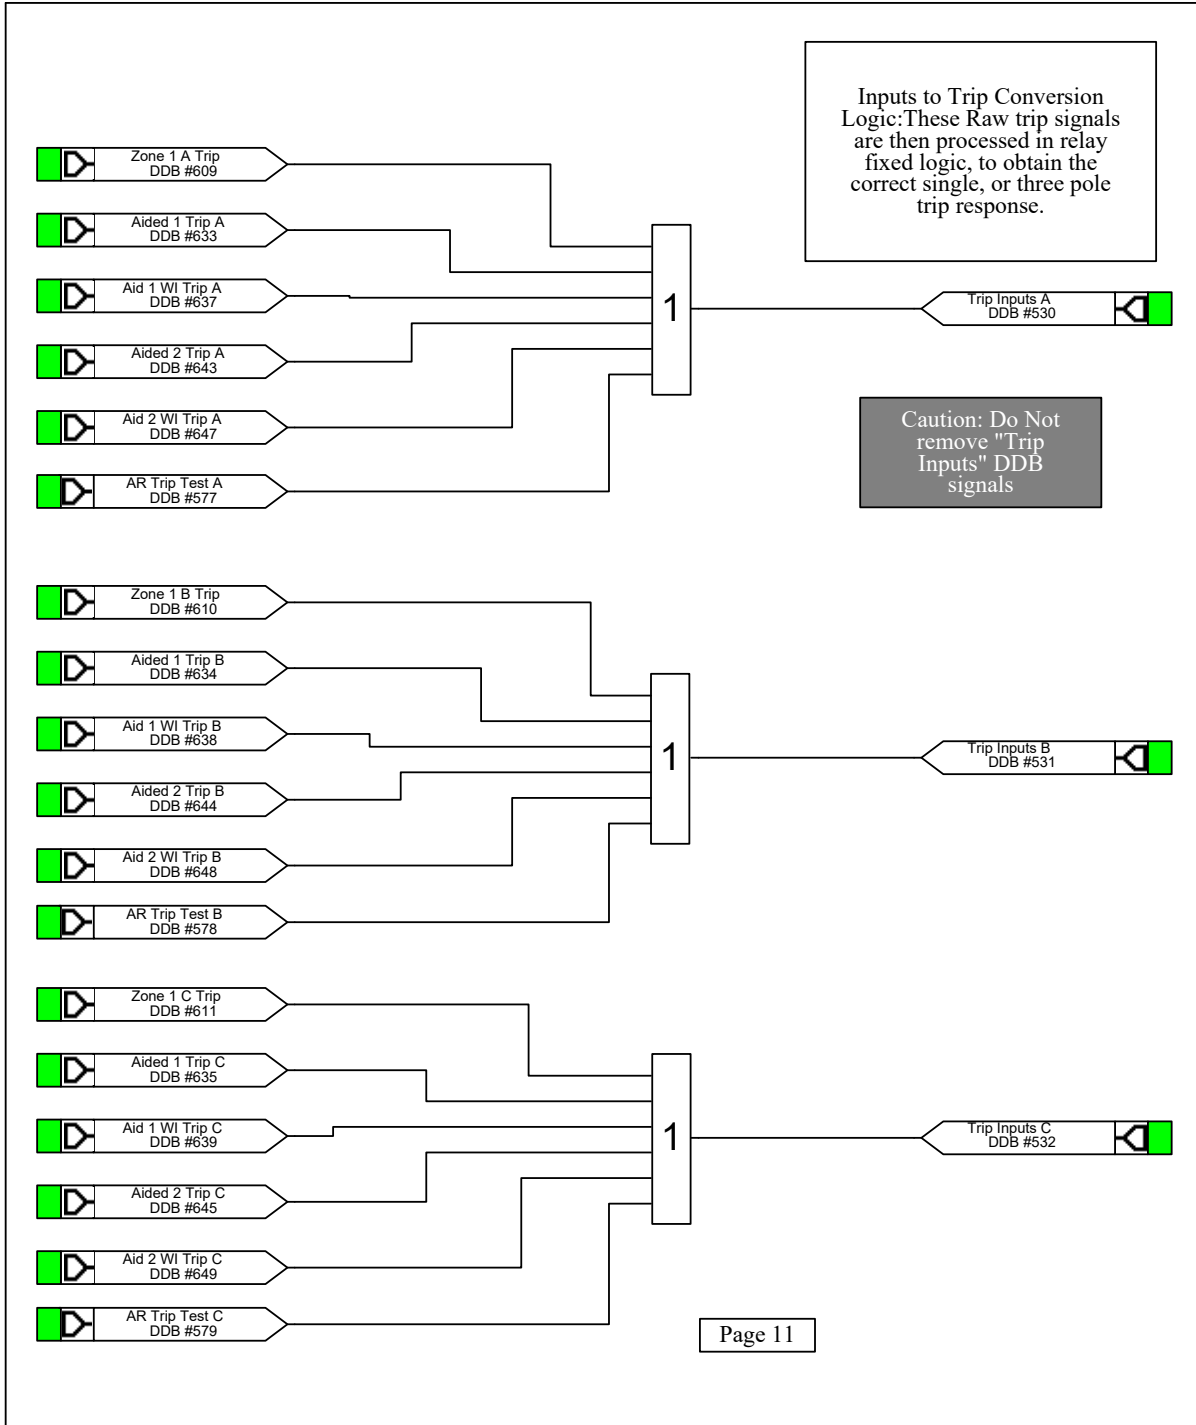 Inputs to Trip Conversion
Logic:These Raw trip signals
are then processed in relay
fixed logic, to obtain the
correct single, or three pole
trip response.
Zone 1 A Trip
DDB #609
Aided 1 Trip A
DDB #633
Aid 1 WI Trip A
DDB #637
Aided 2 Trip A
DDB #643
Aid 2 WI Trip A
DDB #647
AR Trip Test A
DDB #577
1
Trip Inputs A
DDB #530
Caution: Do Not
remove "Trip
Inputs" DDB
signals
Zone 1 B Trip
DDB #610
Aided 1 Trip B
DDB #634
Aid 1 WI Trip B
DDB #638
Aided 2 Trip B
DDB #644
Aid 2 WI Trip B
DDB #648
AR Trip Test B
DDB #578
1
Trip Inputs B
DDB #531
Zone 1 C Trip
DDB #611
Aided 1 Trip C
DDB #635
Aid 1 WI Trip C
DDB #639
Aided 2 Trip C
DDB #645
Aid 2 WI Trip C
DDB #649
AR Trip Test C
DDB #579
1
Trip Inputs C
DDB #532
Page 11